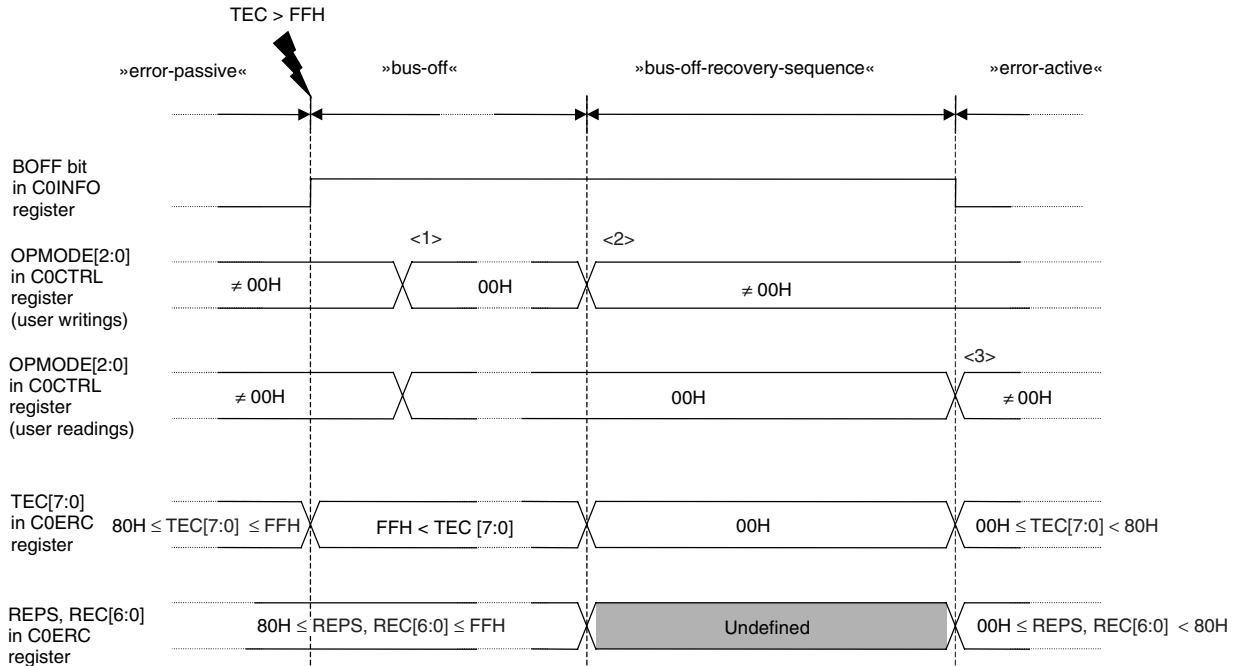 TEC > FFH
»error-passive«
»bus-off«
»bus-off-recovery-sequence«
»error-active«
BOFF bit
in C0INFO
register
<1>
<2>
OPMODE[2:0]
in C0CTRL
register
(user writings)
≠ 00H
00H
≠ 00H
<3>
OPMODE[2:0]
in C0CTRL
register
(user readings)
≠ 00H
00H
≠ 00H
TEC[7:0]
in C0ERC
register
80H ≤ TEC[7:0] ≤ FFH
FFH < TEC [7:0]
00H
00H ≤ TEC[7:0] < 80H
REPS, REC[6:0]
in C0ERC
register
80H ≤ REPS, REC[6:0] ≤ FFH
Undefined
00H ≤ REPS, REC[6:0] < 80H